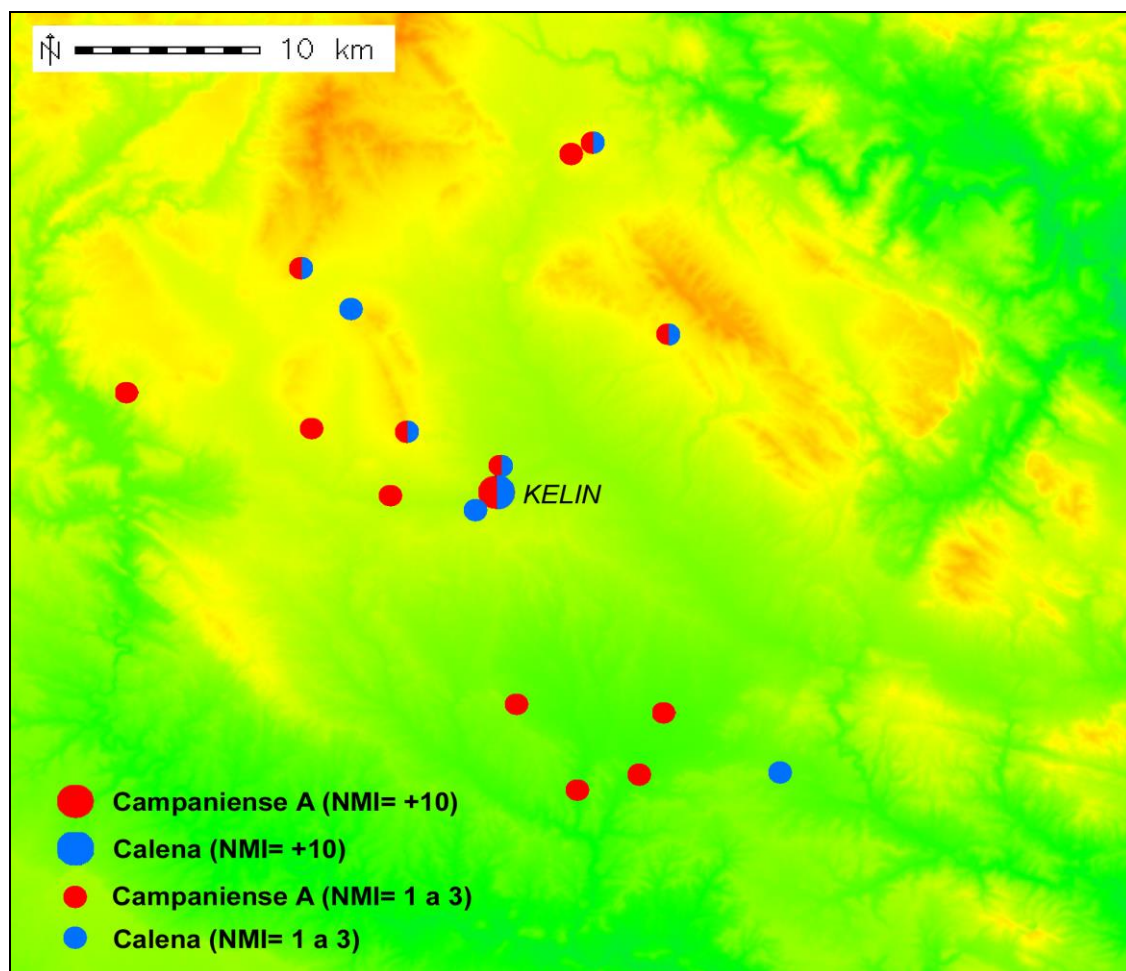 N 10 km
KELIN
Campaniense A (NMI= +10)
Calena (NMI= +10)
Campaniense A (NMI= 1 a 3)
Calena (NMI= 1 a 3)